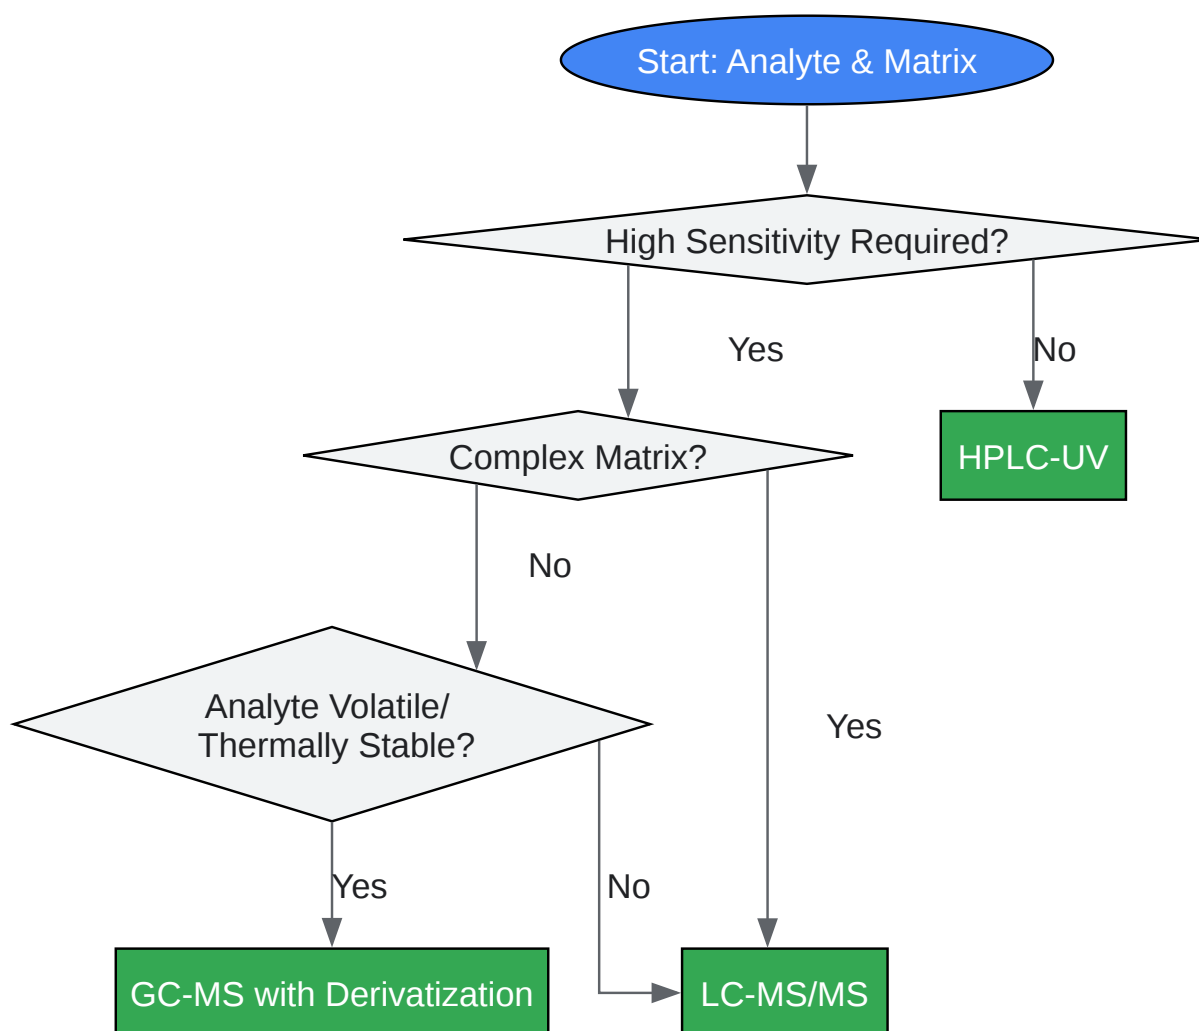 Start: Analyte & Matrix
High Sensitivity Required?
Yes
No
Complex Matrix?
HPLC-UV
No
Analyte Volatile/
Thermally Stable?
Yes
Yes
No
GC-MS with Derivatization
LC-MS/MS